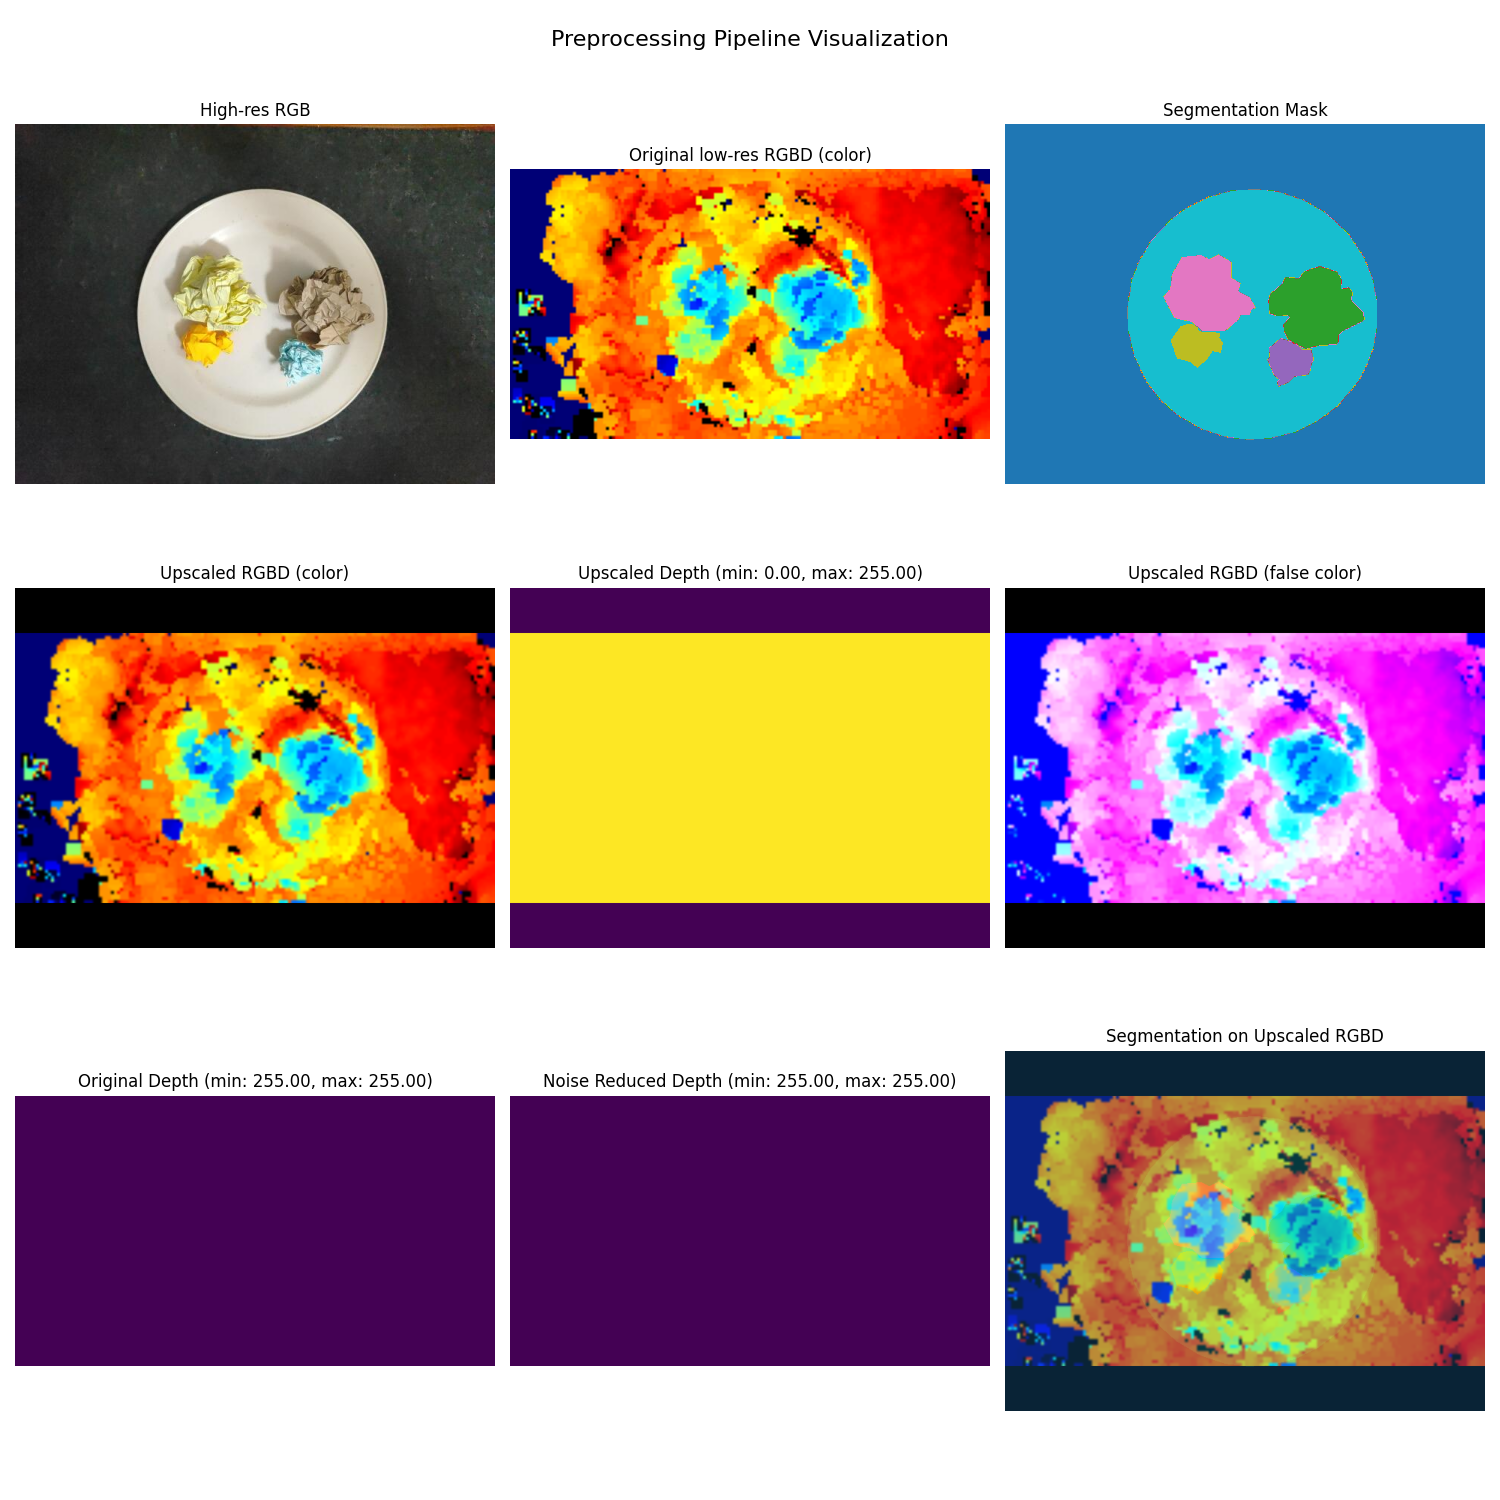 Preprocessing Pipeline Visualization
High-res RGB
Original low-res RGBD (color)
Segmentation Mask
Upscaled RGBD (color)
Upscaled Depth (min: 0.00, max: 255.00)
Upscaled RGBD (false color)
Original Depth (min: 255.00, max: 255.00)
Noise Reduced Depth (min: 255.00, max: 255.00)
Segmentation on Upscaled RGBD